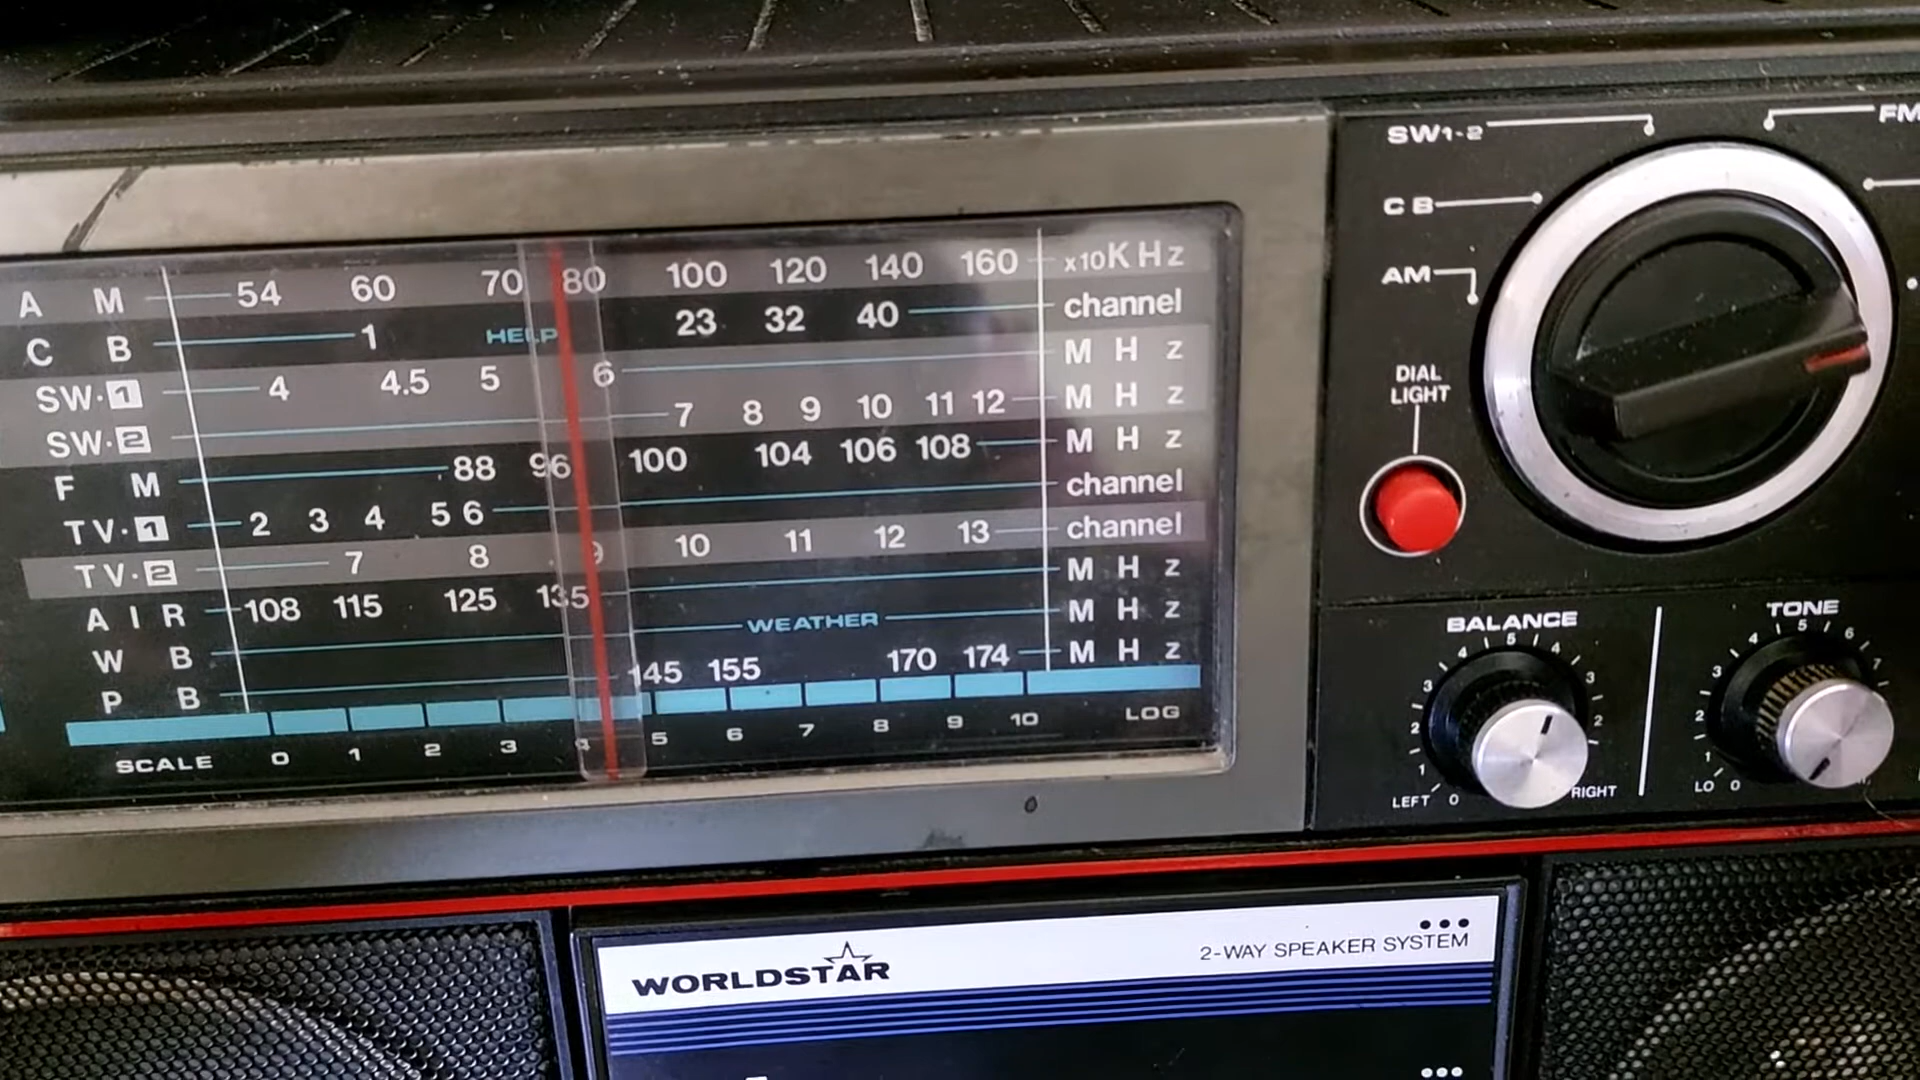 A M 54 60 70 80 100 120 140 160 x10KHz
C B 1 HELP 23 32 40 channel
SW·1 4 4.5 5 6 MHz
SW·2 7 8 9 10 11 12 MHz
F M 88 96 100 104 106 108 MHz
TV·1 2 3 4 5 6 channel
TV·2 7 8 9 10 11 12 13 channel
AIR 108 115 125 135 MHz
W B WEATHER MHz
P B 145 155 170 174 MHz
SCALE 0 1 2 3 4 5 6 7 8 9 10 LOG
SW1-2
FM
C B
AM
DIAL
LIGHT
BALANCE
LEFT 0 1 2 3 4 5 4 3 2 RIGHT
TONE
LO 0 1 2 3 4 5 6 7
WORLDSTAR
2-WAY SPEAKER SYSTEM